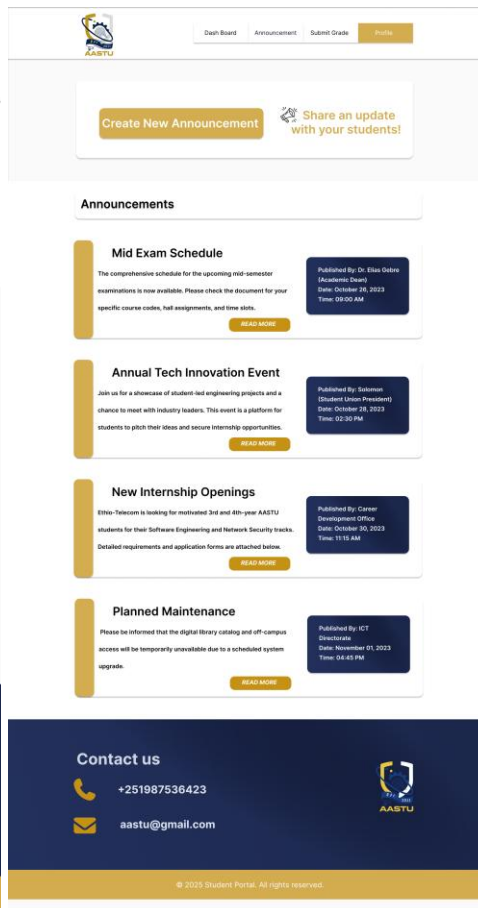 AASTU
Dash Board
Announcement
Submit Grade
Profile
Create New Announcement
Share an update
with your students!
Announcements
Mid Exam Schedule
The comprehensive schedule for the upcoming mid-semester
examinations is now available. Please check the document for your
specific course codes, hall assignments, and time slots.
READ MORE
Published By: Dr. Elias Gebre
(Academic Dean)
Date: October 26, 2023
Time: 09:00 AM
Annual Tech Innovation Event
Join us for a showcase of student-led engineering projects and a
chance to meet with industry leaders. This event is a platform for
students to pitch their ideas and secure internship opportunities.
READ MORE
Published By: Solomon
(Student Union President)
Date: October 28, 2023
Time: 02:30 PM
New Internship Openings
Ethio-Telecom is looking for motivated 3rd and 4th-year AASTU
students for their Software Engineering and Network Security tracks.
Detailed requirements and application forms are attached below.
READ MORE
Published By: Career
Development Office
Date: October 30, 2023
Time: 11:15 AM
Planned Maintenance
Please be informed that the digital library catalog and off-campus
access will be temporarily unavailable due to a scheduled system
upgrade.
READ MORE
Published By: ICT
Directorate
Date: November 01, 2023
Time: 04:45 PM
Contact us
+251987536423
aastu@gmail.com
AASTU
© 2025 Student Portal. All rights reserved.